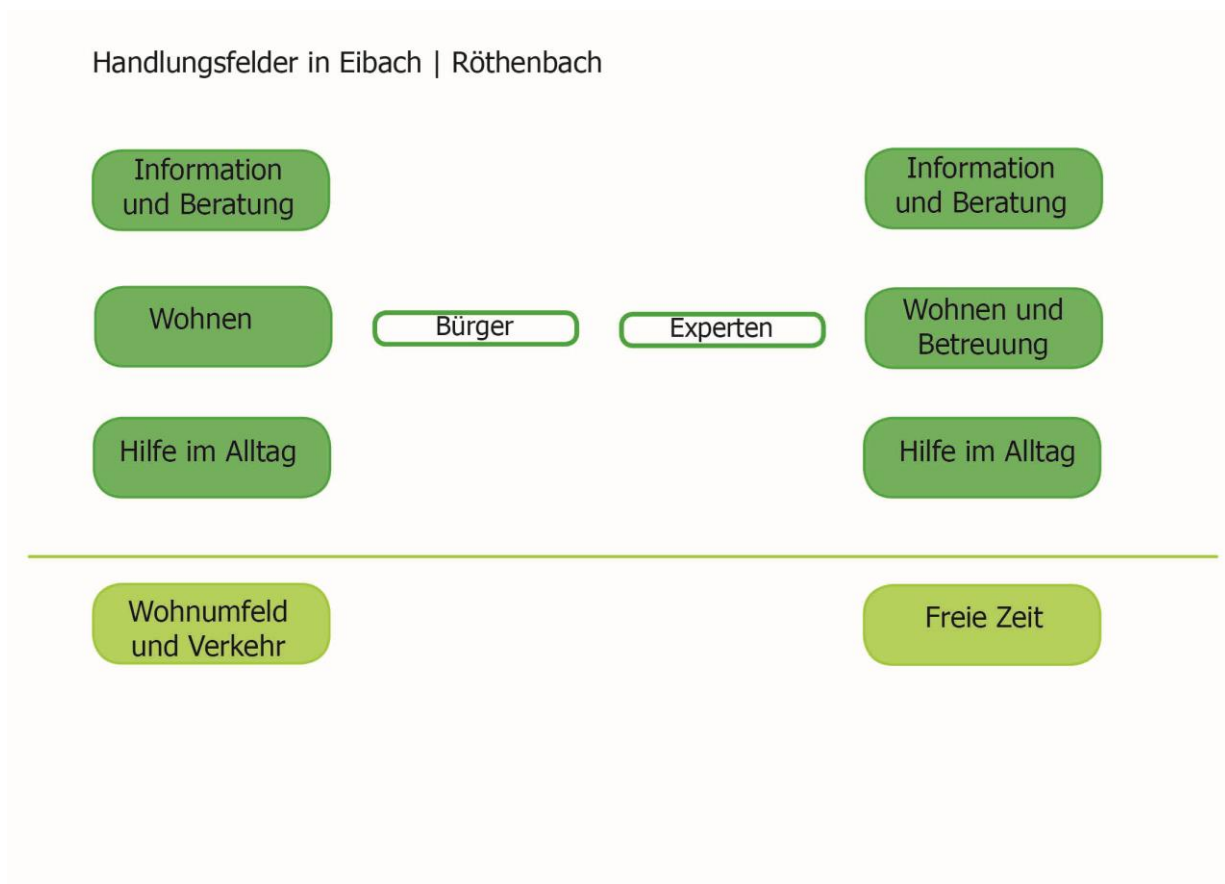 Handlungsfelder in Eibach | Röthenbach
Information
und Beratung
Information
und Beratung
Wohnen
Bürger
Experten
Wohnen und
Betreuung
Hilfe im Alltag
Hilfe im Alltag
Wohnumfeld
und Verkehr
Freie Zeit